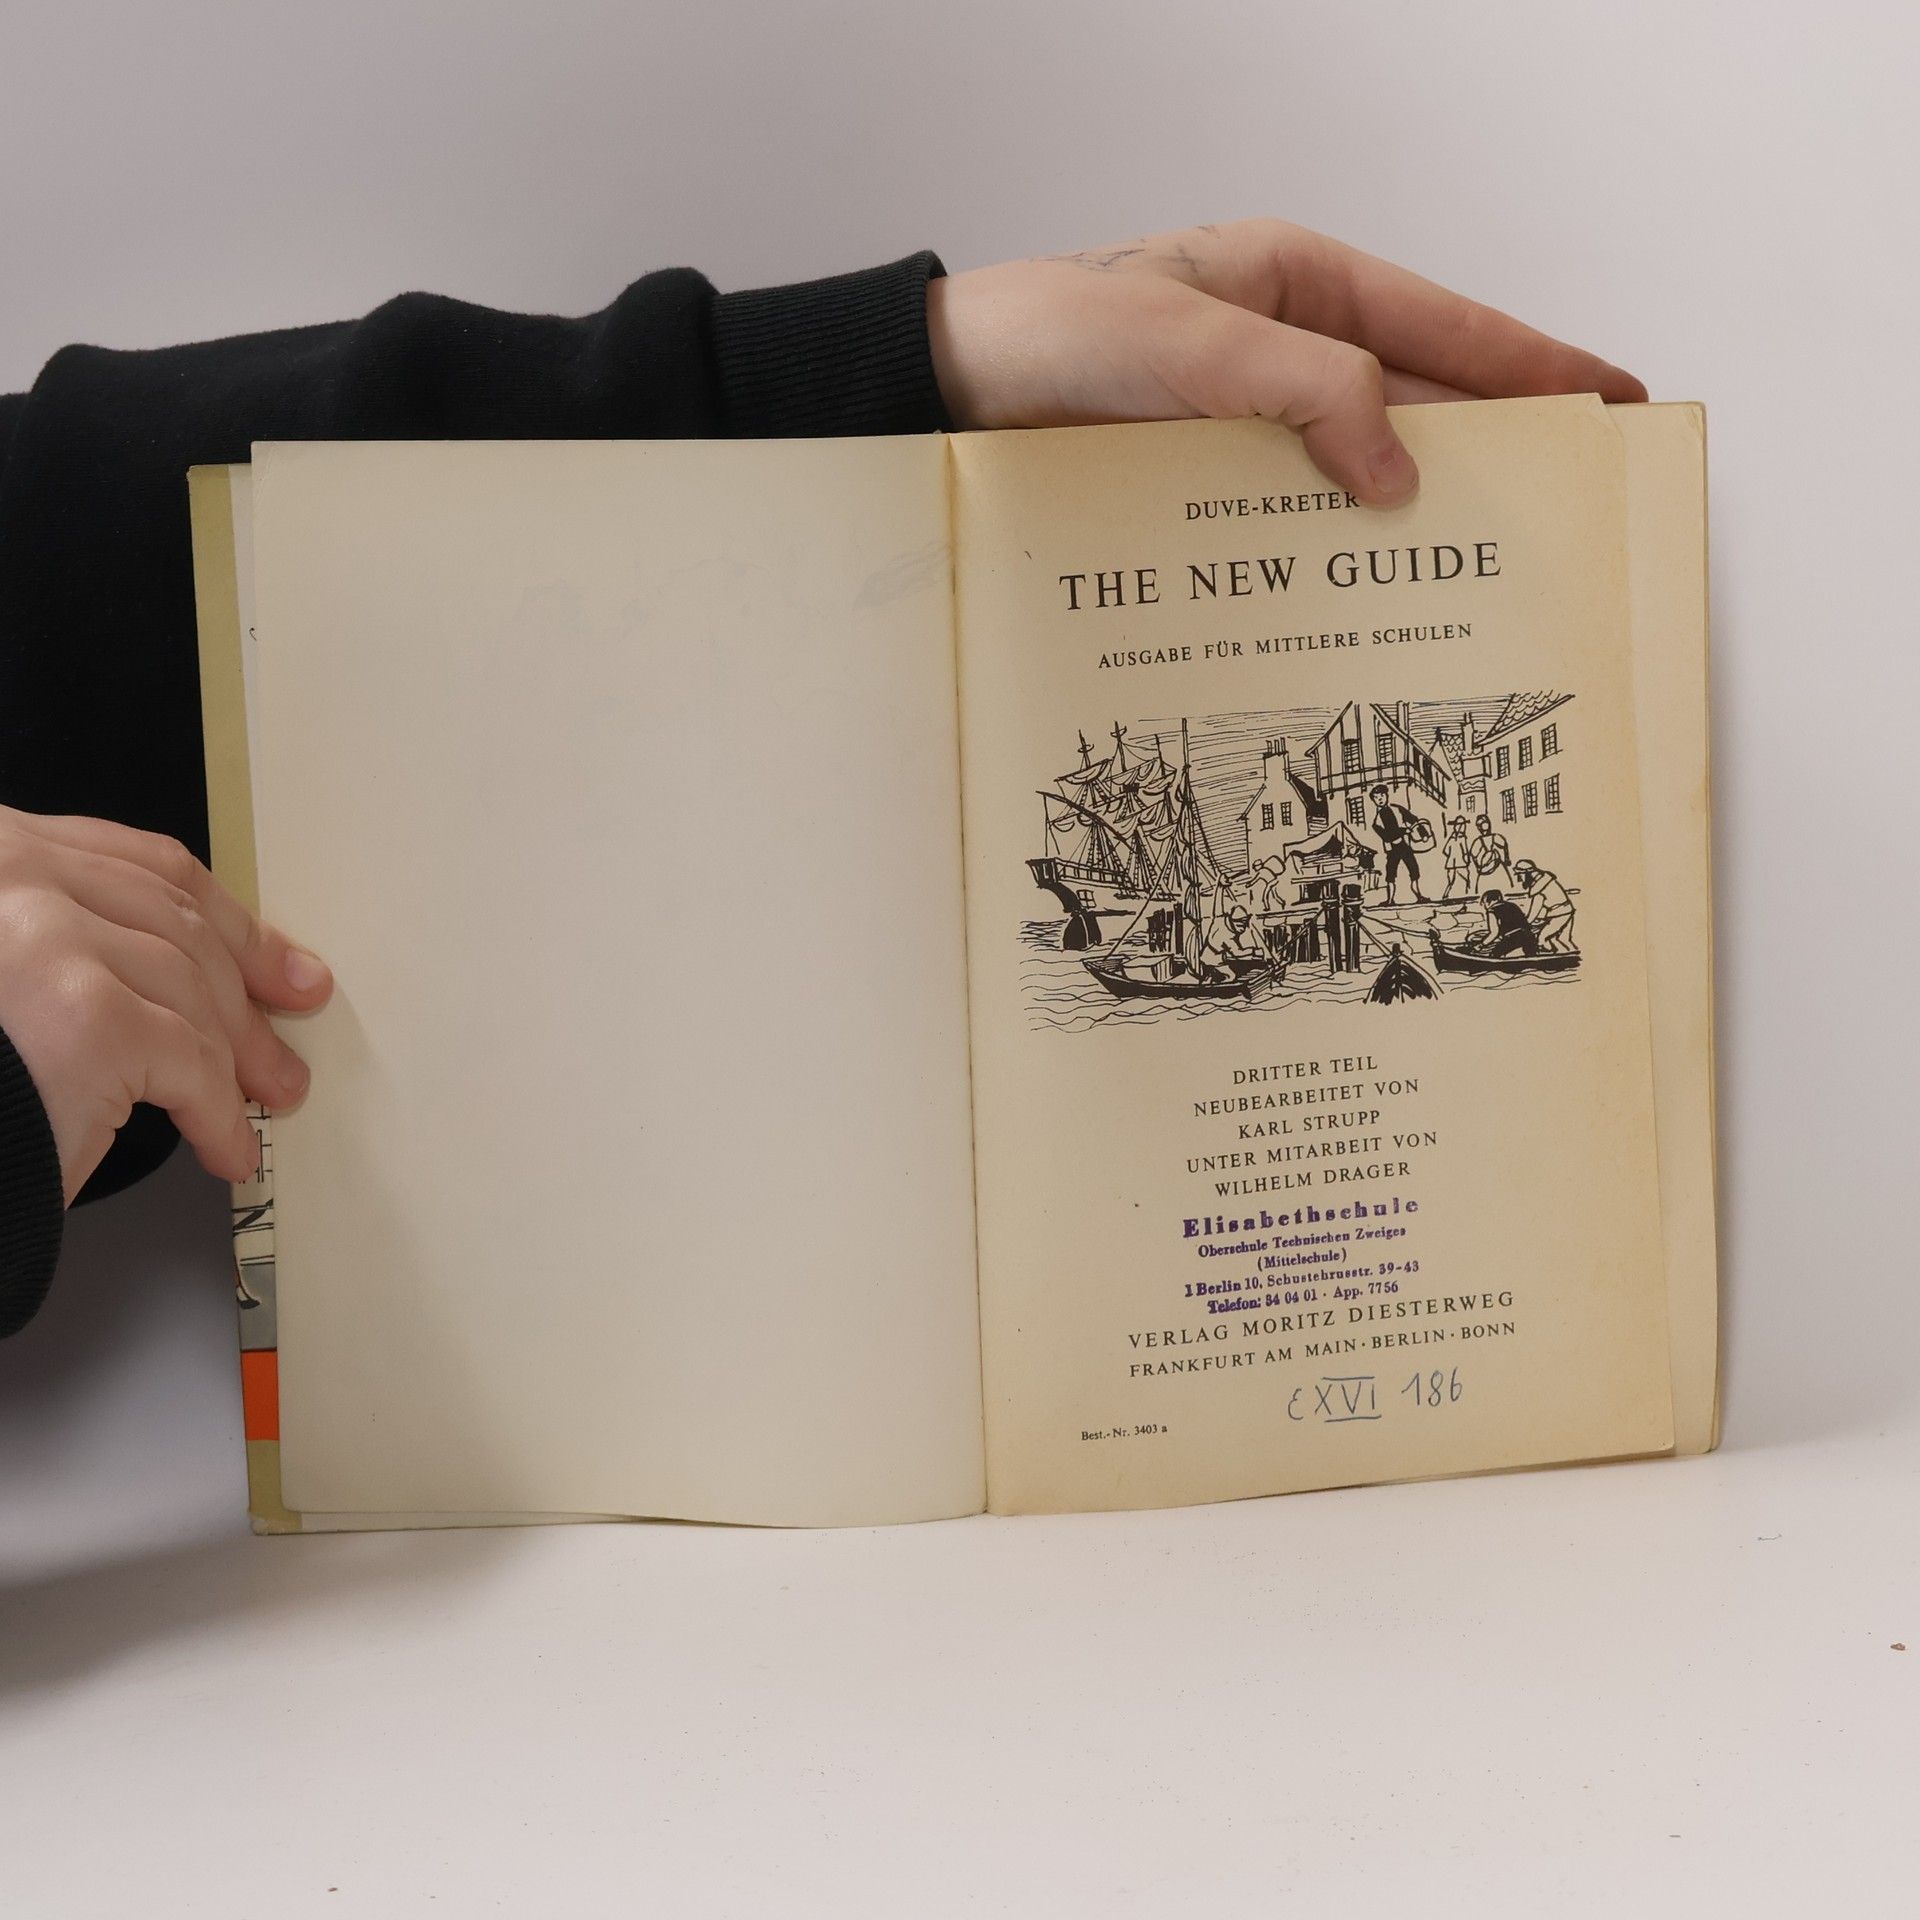 DUVE-KRETER
THE NEW GUIDE
AUSGABE FÜR MITTLERE SCHULEN
DRITTER TEIL
NEUBEARBEITET VON
KARL STRUPP
UNTER MITARBEIT VON
WILHELM DRAGER
Elisabethschule
Oberschule Technischen Zweiges
(Mittelschule)
1 Berlin 10, Schustehrusstr. 39-43
Telefon: 34 04 01 · App. 7756
VERLAG MORITZ DIESTERWEG
FRANKFURT AM MAIN · BERLIN · BONN
EXVI 186
Best.-Nr. 3403 a